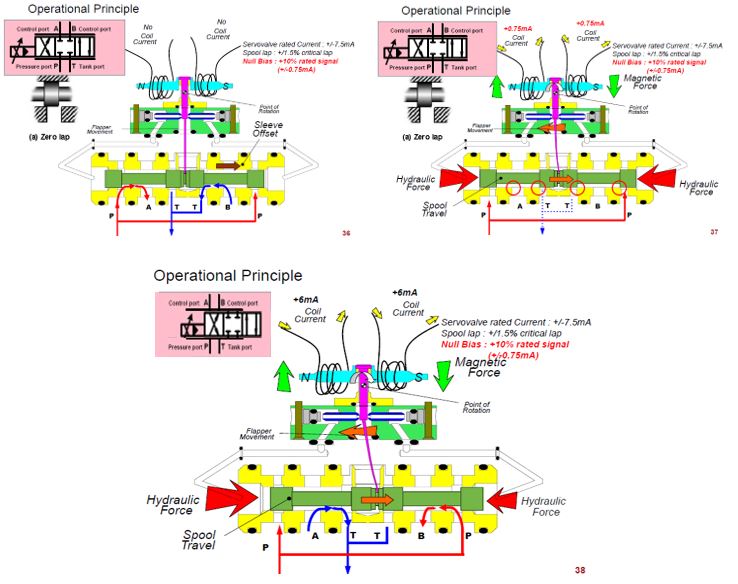 Operational Principle
Control port A B Control port
Pressure port P T Tank port
(a) Zero lap
No
Coil
Current
No
Coil
Current
Servovalve rated Current : +/-7.5mA
Spool lap : +/1.5% critical lap
Null Bias : +10% rated signal
(+/-0.75mA)
N S
Point of
Rotation
Flapper
Movement
Sleeve
Offset
P A T T B P
36
Operational Principle
Control port A B Control port
Pressure port P T Tank port
(a) Zero lap
+0.75mA
Coil
Current
+0.75mA
Coil
Current
Servovalve rated Current : +/-7.5mA
Spool lap : +/1.5% critical lap
Null Bias : +10% rated signal
(+/-0.75mA)
N S
Magnetic
Force
Point of
Rotation
Flapper
Movement
Hydraulic
Force
Hydraulic
Force
Spool
Travel
P A T T B P
37
Operational Principle
Control port A B Control port
Pressure port P T Tank port
+6mA
Coil
Current
+6mA
Coil
Current
Servovalve rated Current : +/-7.5mA
Spool lap : +/1.5% critical lap
Null Bias : +10% rated signal
(+/-0.75mA)
N S
Magnetic
Force
Point of
Rotation
Flapper
Movement
Hydraulic
Force
Hydraulic
Force
Spool
Travel
P A T T B P
38